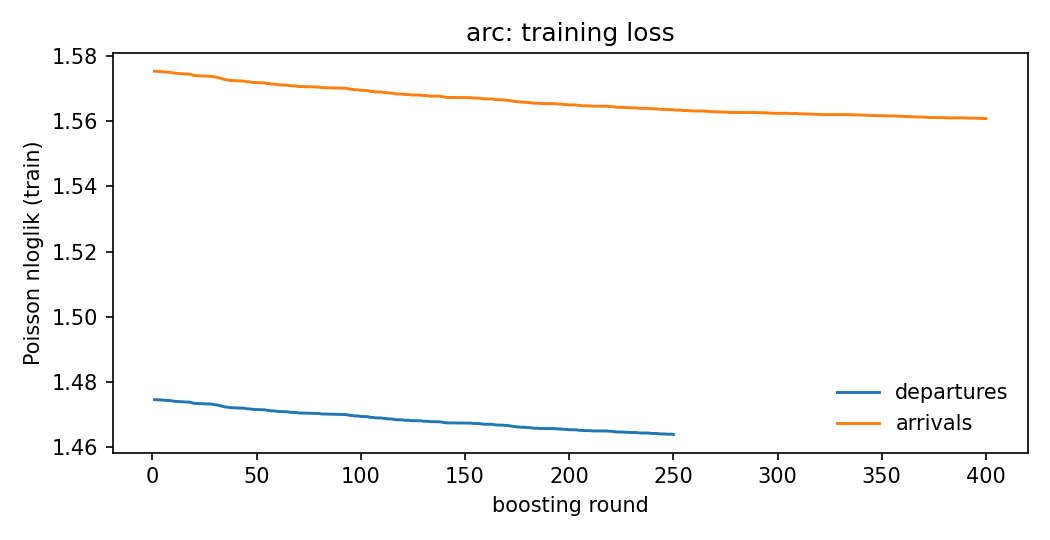 arc: training loss
Poisson nloglik (train)
1.58
1.56
1.54
1.52
1.50
1.48
1.46
departures
arrivals
0 50 100 150 200 250 300 350 400
boosting round